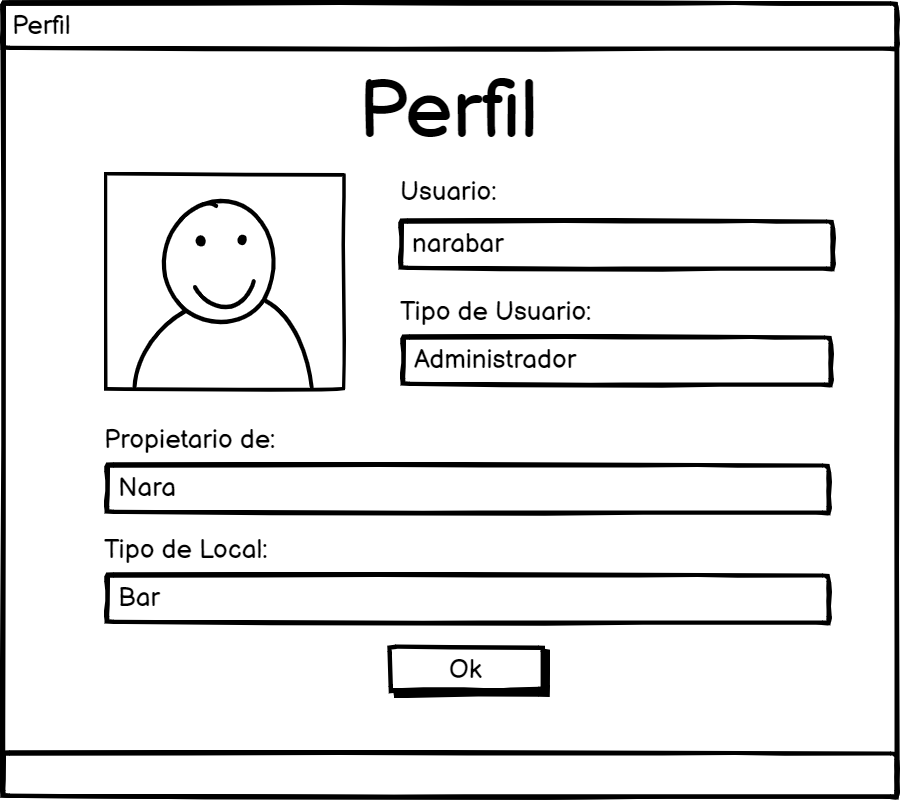 Perfil
Perfil
Usuario:
narabar
Tipo de Usuario:
Administrador
Propietario de:
Nara
Tipo de Local:
Bar
Ok